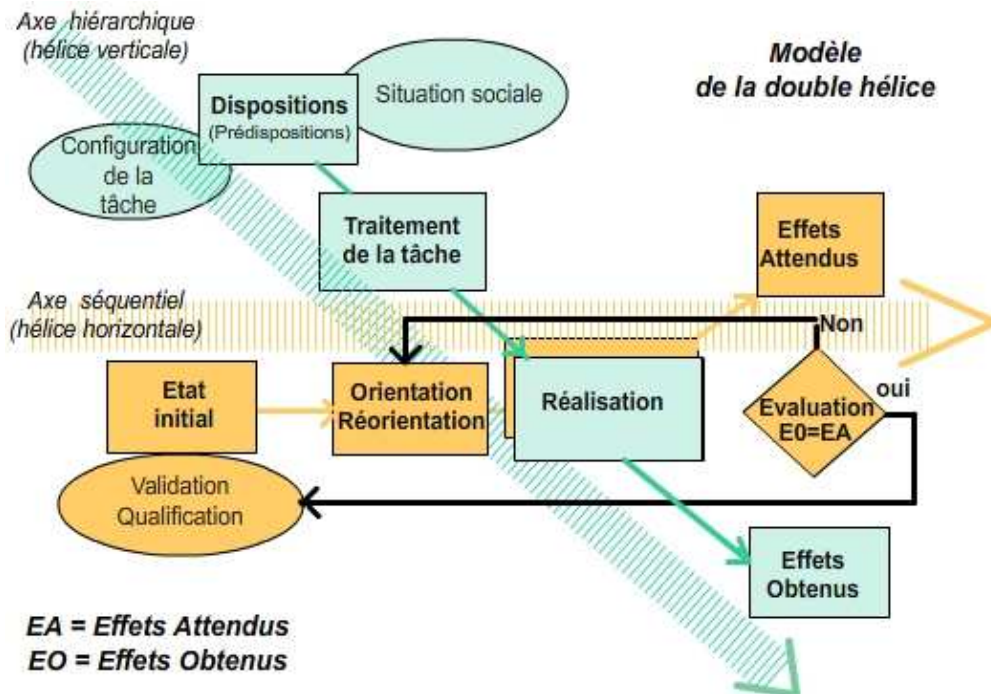 Axe hiérarchique
(hélice verticale)
Modèle
de la double hélice
Situation sociale
Dispositions
(Prédispositions)
Configuration
de la
tâche
Traitement
de la tâche
Effets
Attendus
Axe séquentiel
(hélice horizontale)
Non
Etat
initial
Orientation
Réorientation
Réalisation
oui
Evaluation
E0=EA
Validation
Qualification
Effets
Obtenus
EA = Effets Attendus
EO = Effets Obtenus